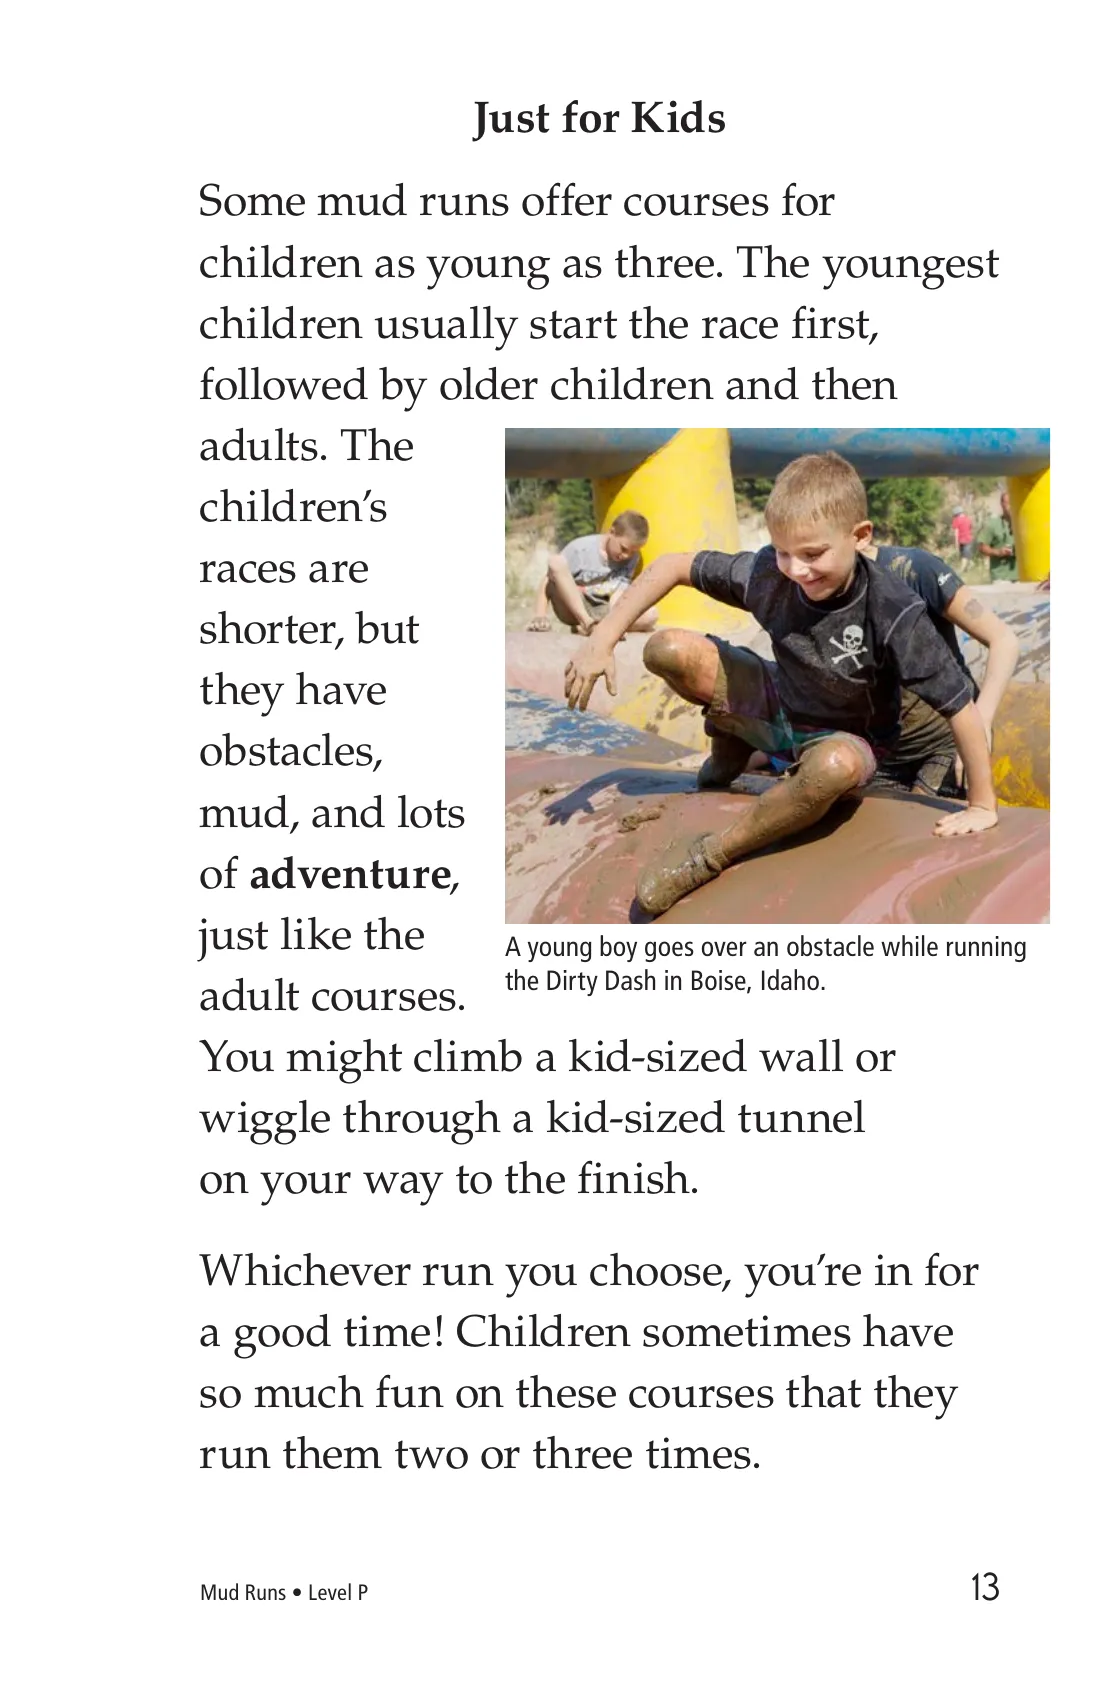 Just for Kids
Some mud runs offer courses for
children as young as three. The youngest
children usually start the race first,
followed by older children and then
adults. The
children’s
races are
shorter, but
they have
obstacles,
mud, and lots
of adventure,
just like the
adult courses.
A young boy goes over an obstacle while running
the Dirty Dash in Boise, Idaho.
You might climb a kid-sized wall or
wiggle through a kid-sized tunnel
on your way to the finish.
Whichever run you choose, you’re in for
a good time! Children sometimes have
so much fun on these courses that they
run them two or three times.
Mud Runs • Level P
13